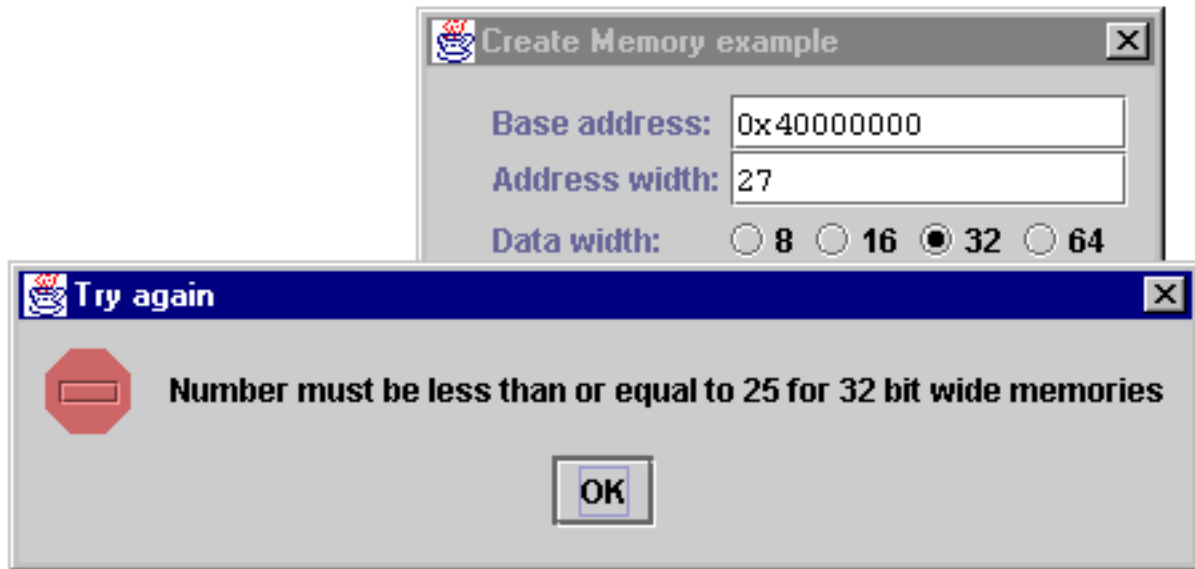 Create Memory example
Base address: 0x40000000
Address width: 27
Data width: 8 16 32 64
Try again
Number must be less than or equal to 25 for 32 bit wide memories
OK